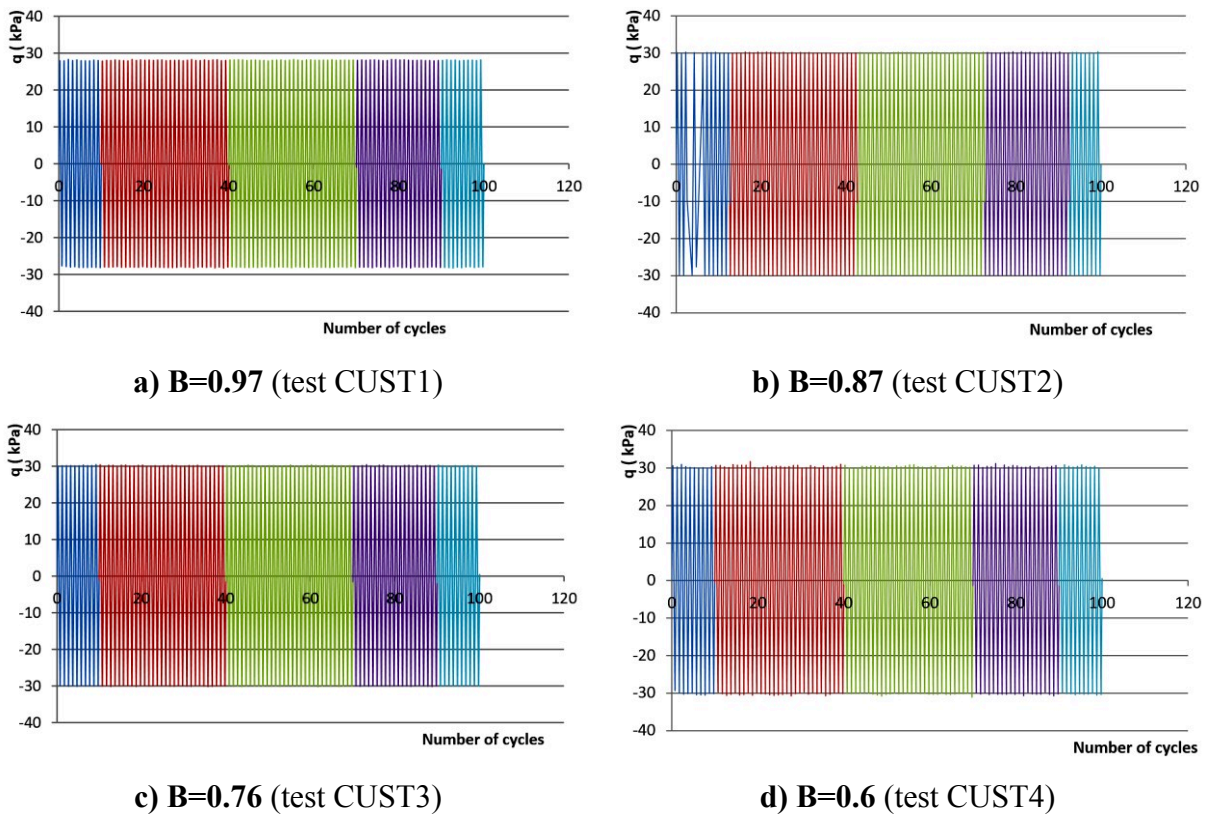 q ( kPa)
40
30
20
10
0
-10
-20
-30
-40
0 20 40 60 80 100 120
Number of cycles
a) B=0.97 (test CUST1)
q ( kPa)
40
30
20
10
0
-10
-20
-30
-40
0 20 40 60 80 100 120
Number of cycles
b) B=0.87 (test CUST2)
q ( kPa)
40
30
20
10
0
-10
-20
-30
-40
0 20 40 60 80 100 120
Number of cycles
c) B=0.76 (test CUST3)
q ( kPa)
40
30
20
10
0
-10
-20
-30
-40
0 20 40 60 80 100 120
Number of cycles
d) B=0.6 (test CUST4)